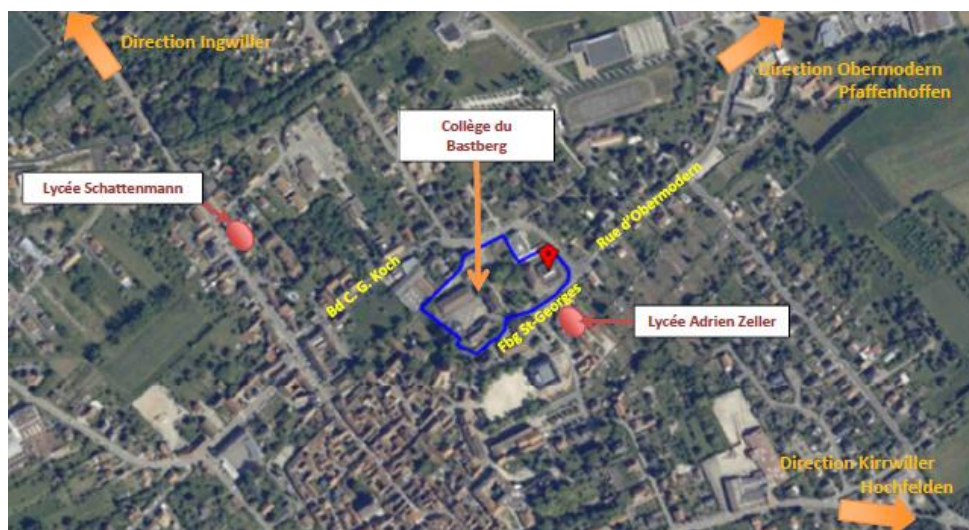 Direction Ingwiller
Direction Obermodern
Pfaffenhoffen
Collège du
Bastberg
Lycée Schattenmann
Rue d'Obermodern
Bd C. G. Koch
Fbg St-Georges
Lycée Adrien Zeller
Direction Kirrwiller
Hochfelden